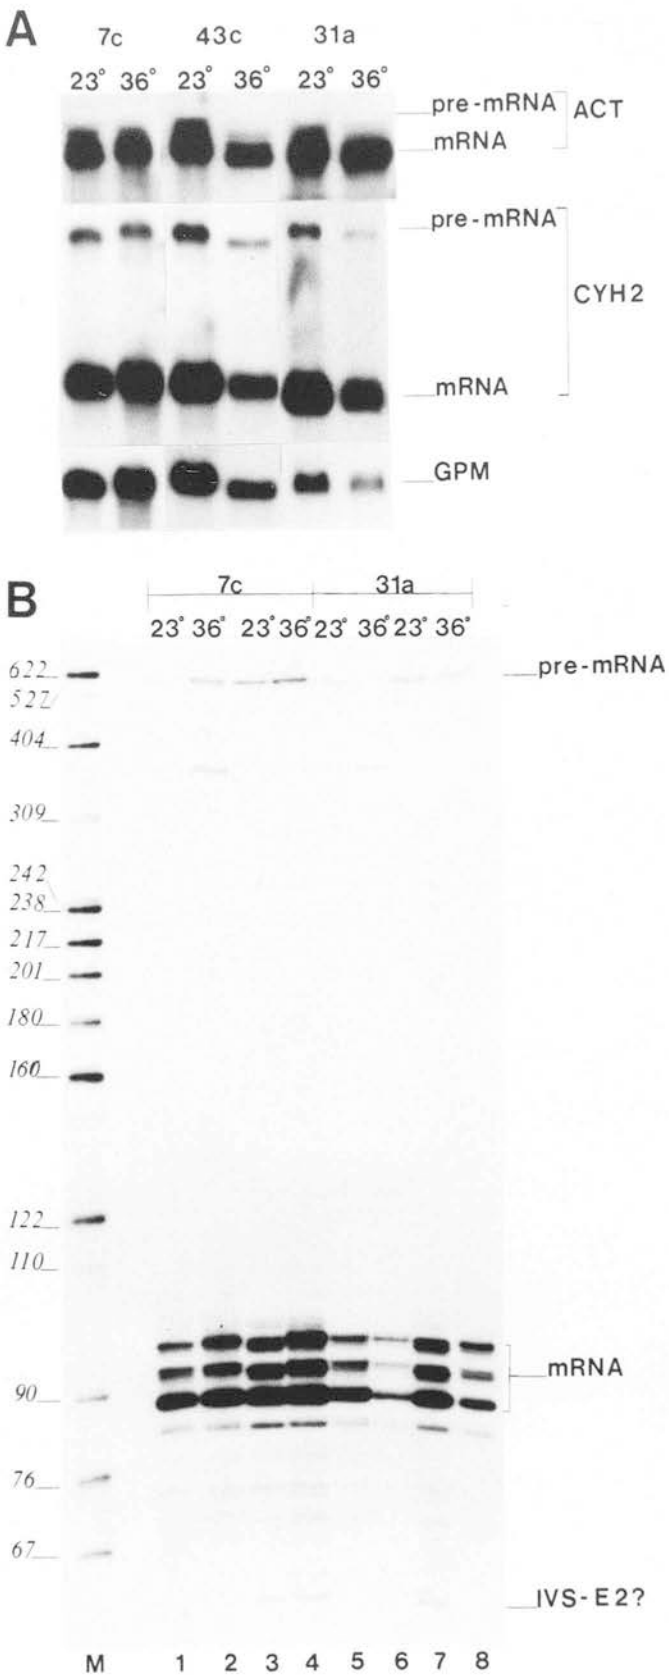 A
7c 43c 31a
23° 36° 23° 36° 23° 36°
pre-mRNA
ACT
mRNA
pre-mRNA
CYH2
mRNA
GPM
B
7c 31a
23° 36° 23° 36° 23° 36° 23° 36°
622
pre-mRNA
527
404
309
242
238
217
201
180
160
122
110
mRNA
90
76
67
IVS-E2?
M 1 2 3 4 5 6 7 8